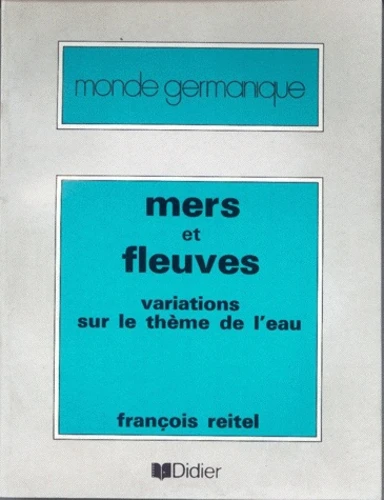 monde germanique
mers
et
fleuves
variations
sur le thème de l'eau
françois reitel
Didier